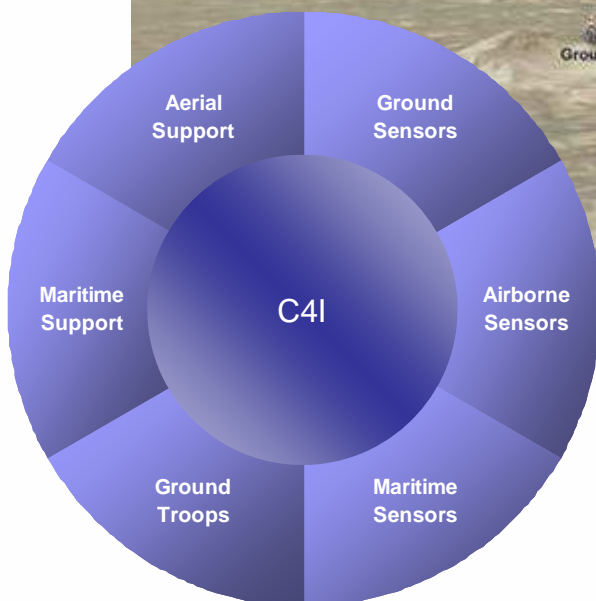 Aerial
Support
Ground
Sensors
Maritime
Support
C4I
Airborne
Sensors
Ground
Troops
Maritime
Sensors